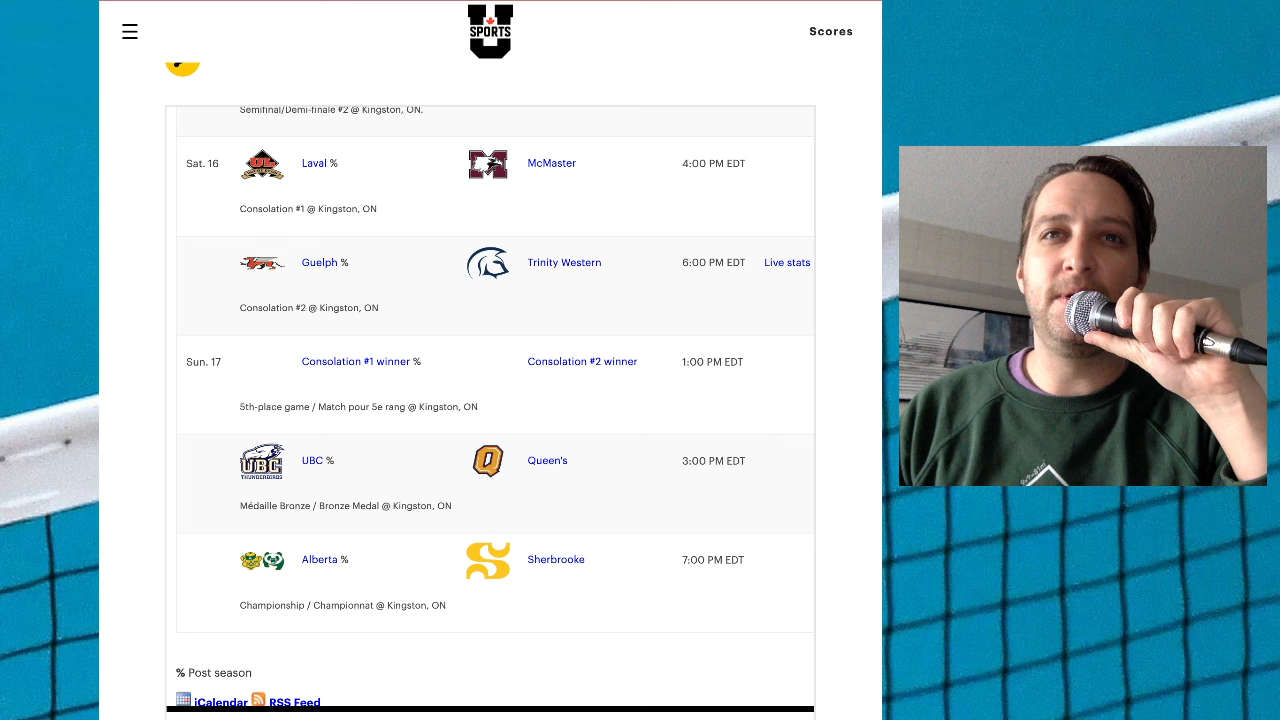 ☰
SPORTS
Scores
Semifinal/Demi-finale #2 @ Kingston, ON.
Sat. 16 Laval % McMaster 4:00 PM EDT
Consolation #1 @ Kingston, ON
Guelph % Trinity Western 6:00 PM EDT Live stats
Consolation #2 @ Kingston, ON
Sun. 17 Consolation #1 winner % Consolation #2 winner 1:00 PM EDT
5th-place game / Match pour 5e rang @ Kingston, ON
UBC
THUNDERBIRDS
UBC % Queen's 3:00 PM EDT
Médaille Bronze / Bronze Medal @ Kingston, ON
Alberta % Sherbrooke 7:00 PM EDT
Championship / Championnat @ Kingston, ON
% Post season
iCalendar RSS Feed